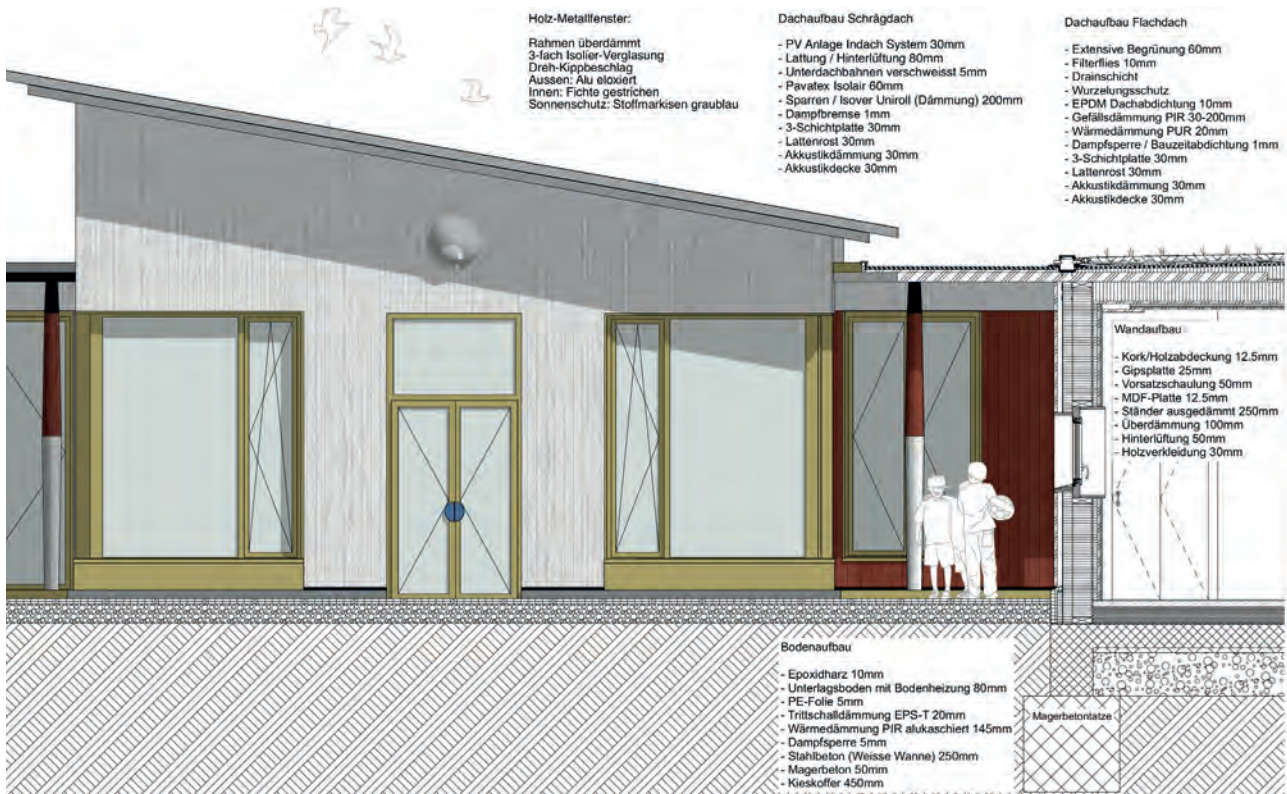 Holz-Metallfenster:
Rahmen überdämmt
3-fach Isolier-Verglasung
Dreh-Kippbeschlag
Aussen: Alu eloxiert
Innen: Fichte gestrichen
Sonnenschutz: Stoffmarkisen graublau
Dachaufbau Schrägdach
- PV Anlage Indach System 30mm
- Lattung / Hinterlüftung 80mm
- Unterdachbahnen verschweisst 5mm
- Pavatex Isolair 60mm
- Sparren / Isover Uniroll (Dämmung) 200mm
- Dampfbremse 1mm
- 3-Schichtplatte 30mm
- Lattenrost 30mm
- Akkustikdämmung 30mm
- Akkustikdecke 30mm
Dachaufbau Flachdach
- Extensive Begrünung 60mm
- Filterflies 10mm
- Drainschicht
- Wurzelungsschutz
- EPDM Dachabdichtung 10mm
- Gefällsdämmung PIR 30-200mm
- Wärmedämmung PUR 20mm
- Dampfsperre / Bauzeitabdichtung 1mm
- 3-Schichtplatte 30mm
- Lattenrost 30mm
- Akkustikdämmung 30mm
- Akkustikdecke 30mm
Wandaufbau
- Kork/Holzabdeckung 12.5mm
- Gipsplatte 25mm
- Vorsatzschaulung 50mm
- MDF-Platte 12.5mm
- Ständer ausgedämmt 250mm
- Überdämmung 100mm
- Hinterlüftung 50mm
- Holzverkleidung 30mm
Bodenaufbau
- Epoxidharz 10mm
- Unterlagsboden mit Bodenheizung 80mm
- PE-Folie 5mm
- Trittschalldämmung EPS-T 20mm
- Wärmedämmung PIR alukaschiert 145mm
- Dampfsperre 5mm
- Stahlbeton (Weisse Wanne) 250mm
- Magerbeton 50mm
- Kieskoffer 450mm
Magerbetontatze